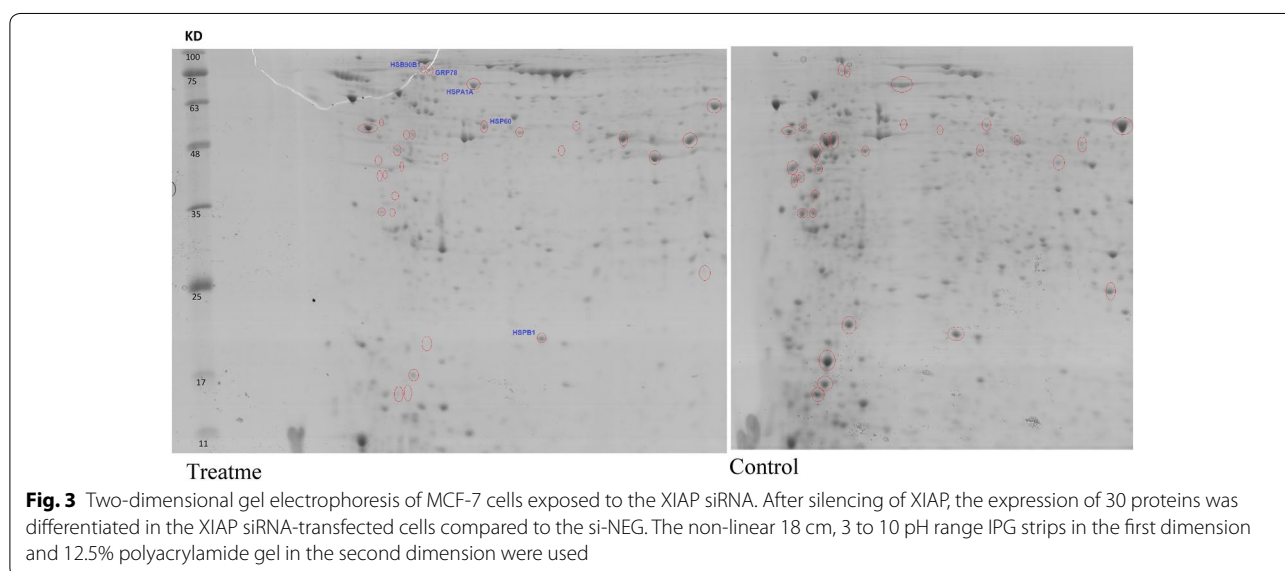 KD
100
75
63
48
35
25
17
11
HSB90B1
GRP78
HSPA1A
HSP60
HSPB1
Treatme
Control
Fig. 3 Two-dimensional gel electrophoresis of MCF-7 cells exposed to the XIAP siRNA. After silencing of XIAP, the expression of 30 proteins was
differentiated in the XIAP siRNA-transfected cells compared to the si-NEG. The non-linear 18 cm, 3 to 10 pH range IPG strips in the first dimension
and 12.5% polyacrylamide gel in the second dimension were used